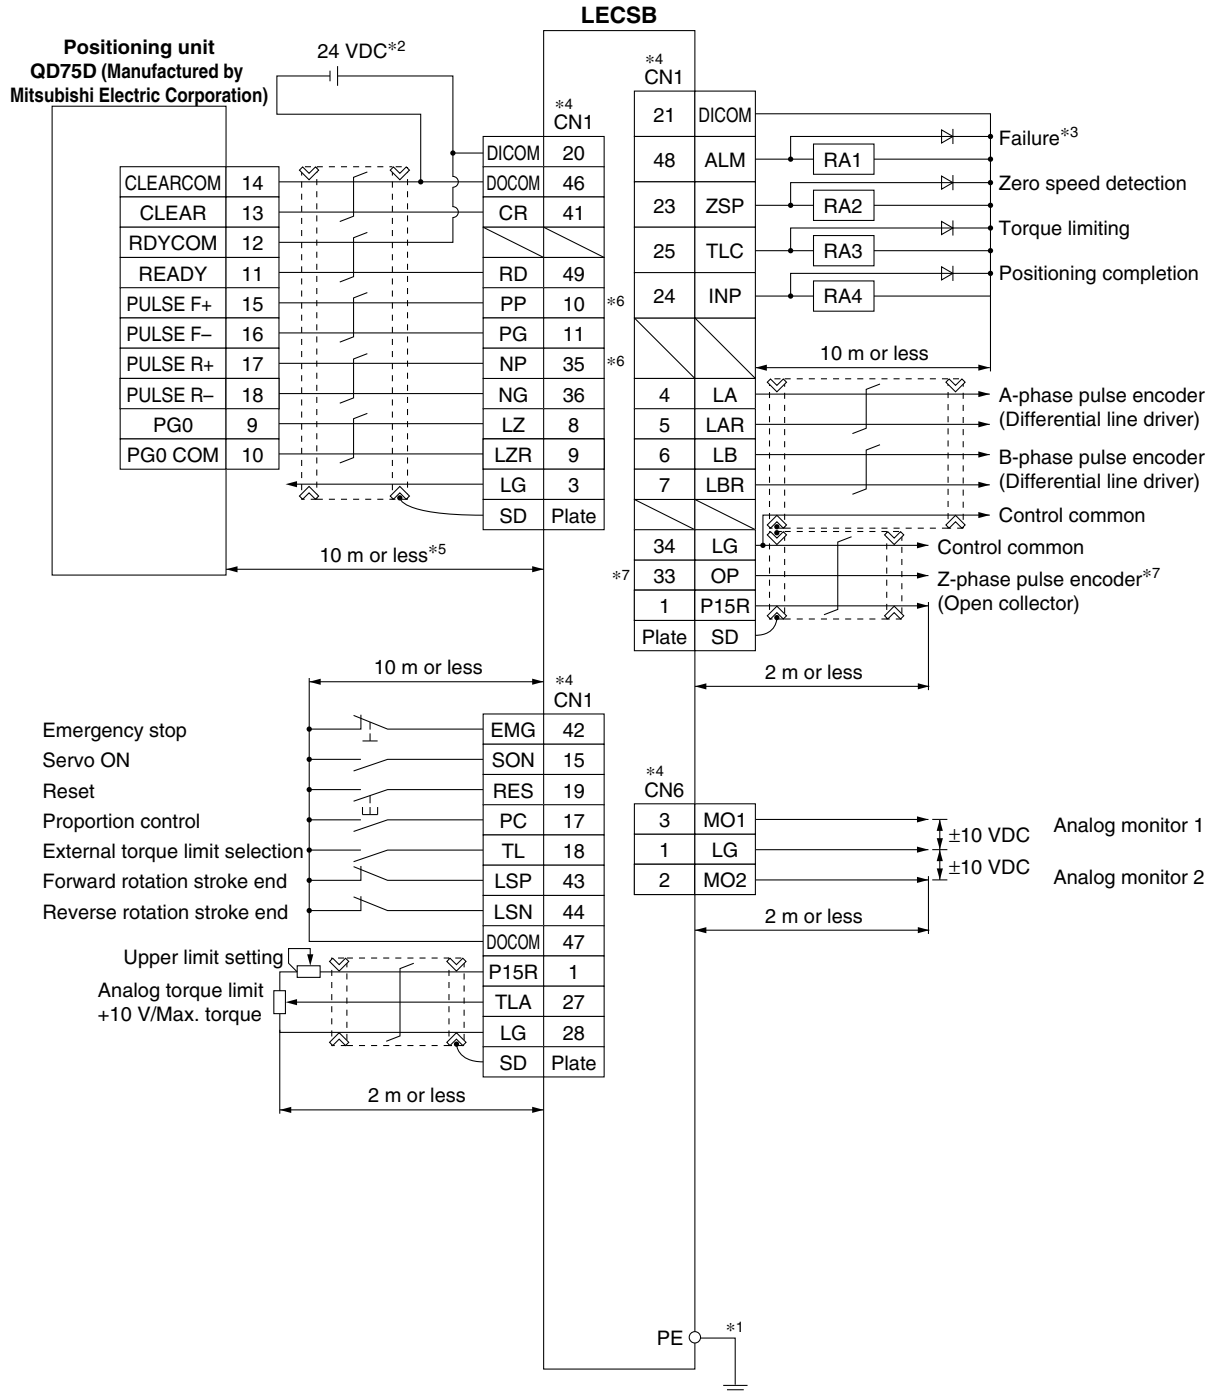 LECSB
Positioning unit
QD75D (Manufactured by
Mitsubishi Electric Corporation)
24 VDC*2
*4
CN1
DICOM 20
CLEARCOM 14 DOCOM 46
CLEAR 13 CR 41
RDYCOM 12
READY 11 RD 49
PULSE F+ 15 PP 10 *6
PULSE F– 16 PG 11
PULSE R+ 17 NP 35 *6
PULSE R– 18 NG 36
PG0 9 LZ 8
PG0 COM 10 LZR 9
LG 3
SD Plate
10 m or less*5
*4
CN1
21 DICOM
Failure*3
48 ALM RA1
Zero speed detection
23 ZSP RA2
Torque limiting
25 TLC RA3
Positioning completion
24 INP RA4
10 m or less
4 LA A-phase pulse encoder
5 LAR (Differential line driver)
6 LB B-phase pulse encoder
7 LBR (Differential line driver)
Control common
34 LG Control common
*7 33 OP Z-phase pulse encoder*7
1 P15R (Open collector)
Plate SD
2 m or less
10 m or less
*4
CN1
Emergency stop EMG 42
Servo ON SON 15
Reset RES 19
Proportion control PC 17
External torque limit selection TL 18
Forward rotation stroke end LSP 43
Reverse rotation stroke end LSN 44
DOCOM 47
Upper limit setting P15R 1
Analog torque limit TLA 27
+10 V/Max. torque
LG 28
SD Plate
2 m or less
*4
CN6
3 MO1 ±10 VDC Analog monitor 1
1 LG
±10 VDC
2 MO2 Analog monitor 2
2 m or less
PE *1